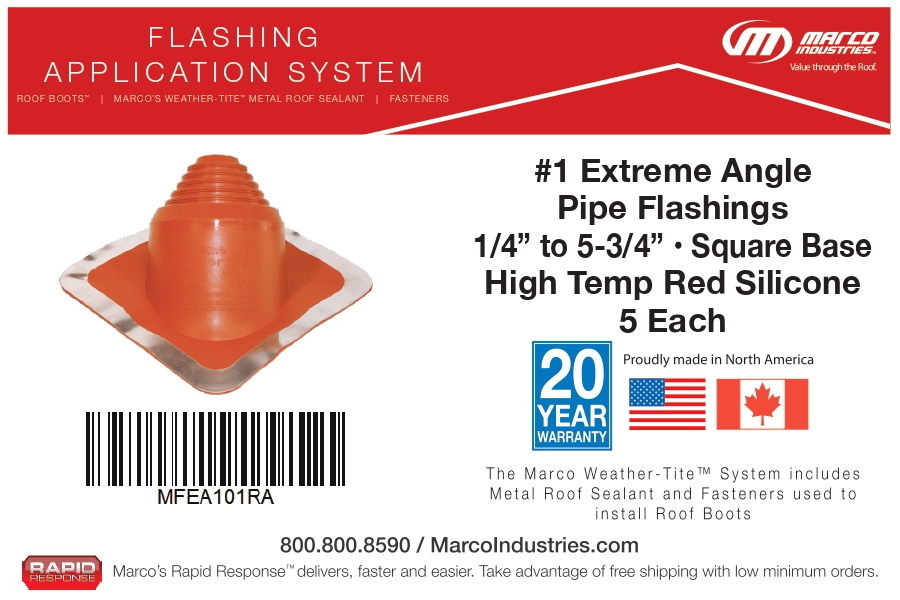 FLASHING
APPLICATION SYSTEM
ROOF BOOTS™ | MARCO'S WEATHER-TITE™ METAL ROOF SEALANT | FASTENERS
MARCO
INDUSTRIES™
Value through the Roof.
#1 Extreme Angle
Pipe Flashings
1/4” to 5-3/4” • Square Base
High Temp Red Silicone
5 Each
20
YEAR
WARRANTY
Proudly made in North America
MFEA101RA
The Marco Weather-Tite™ System includes
Metal Roof Sealant and Fasteners used to
install Roof Boots
800.800.8590 / MarcoIndustries.com
RAPID
RESPONSE
Marco’s Rapid Response™ delivers, faster and easier. Take advantage of free shipping with low minimum orders.